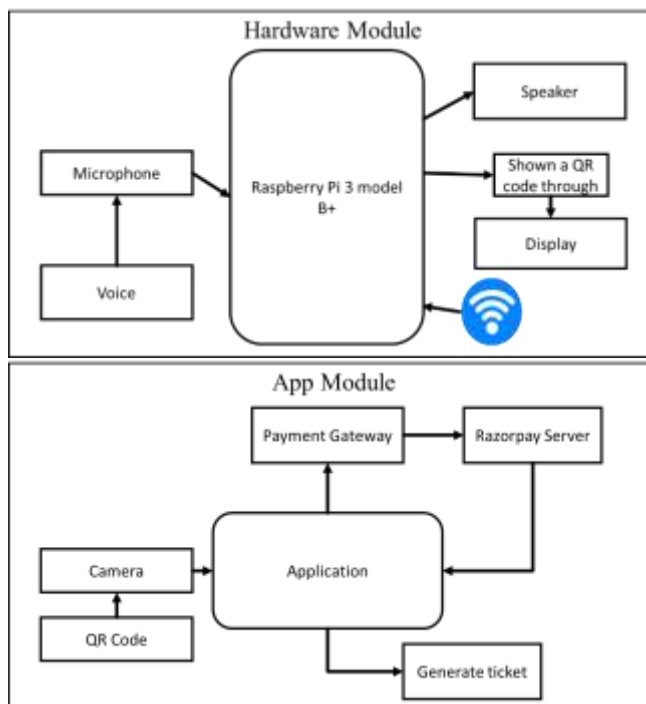 Hardware Module
Speaker
Microphone
Raspberry Pi 3 model
B+
Shown a QR
code through
Display
Voice
App Module
Payment Gateway
Razorpay Server
Camera
Application
QR Code
Generate ticket